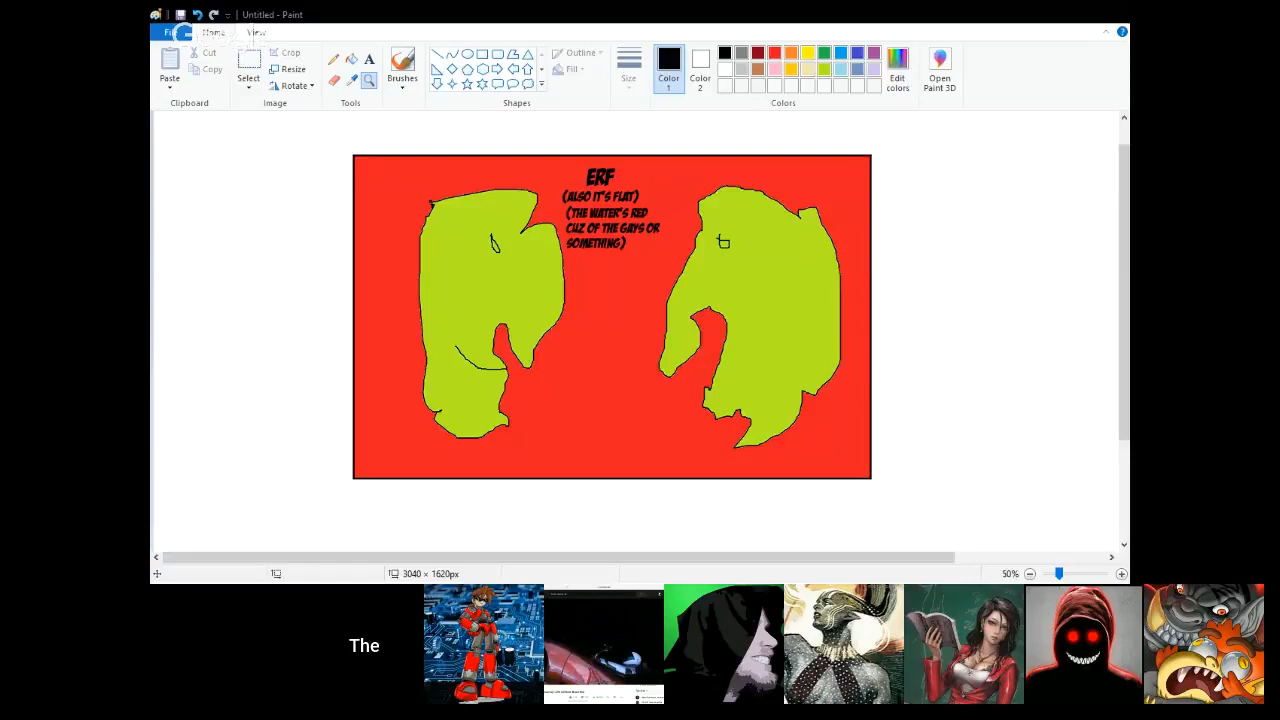 Untitled - Paint
File
Home
View
Paste
Cut
Copy
Select
Crop
Resize
Rotate
Brushes
Outline
Fill
Size
Color
1
Color
2
Edit
colors
Open
Paint 3D
Clipboard
Image
Tools
Shapes
Colors
ERF
(ALSO IT'S FLAT)
(THE WATER'S RED
CUZ OF THE GAYS OR
SOMETHING)
3040 × 1620px
50%
The